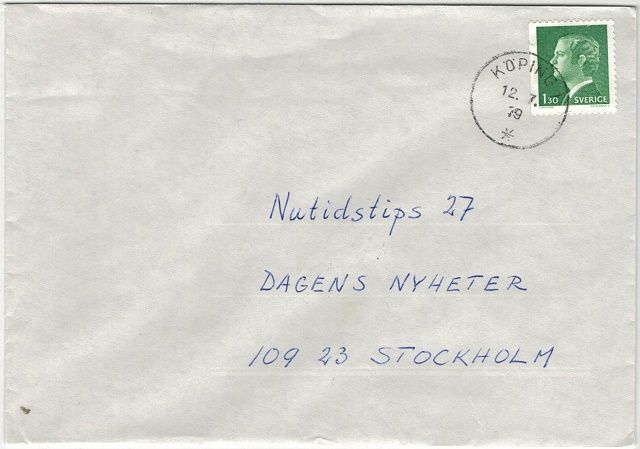 KÖPING
12. 7.
79
1.30 SVERIGE
Nutidstips 27
DAGENS NYHETER
109 23 STOCKHOLM